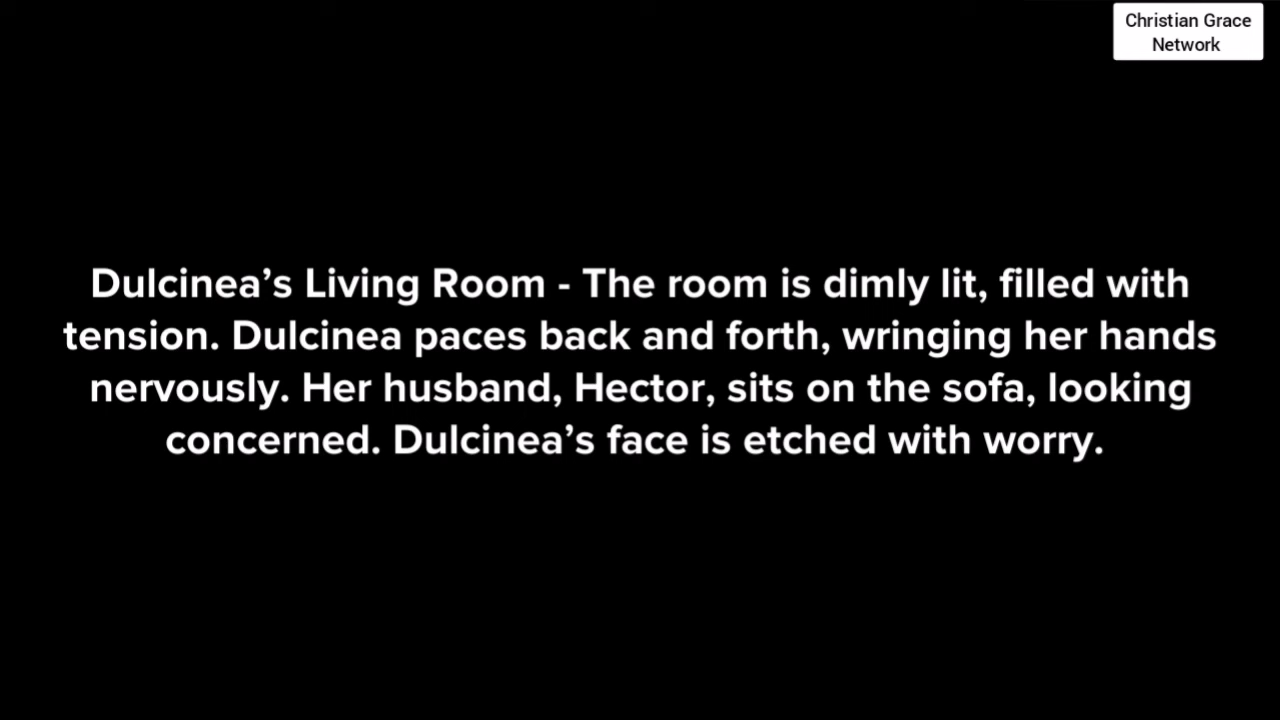 Christian Grace
Network
Dulcinea’s Living Room - The room is dimly lit, filled with
tension. Dulcinea paces back and forth, wringing her hands
nervously. Her husband, Hector, sits on the sofa, looking
concerned. Dulcinea’s face is etched with worry.